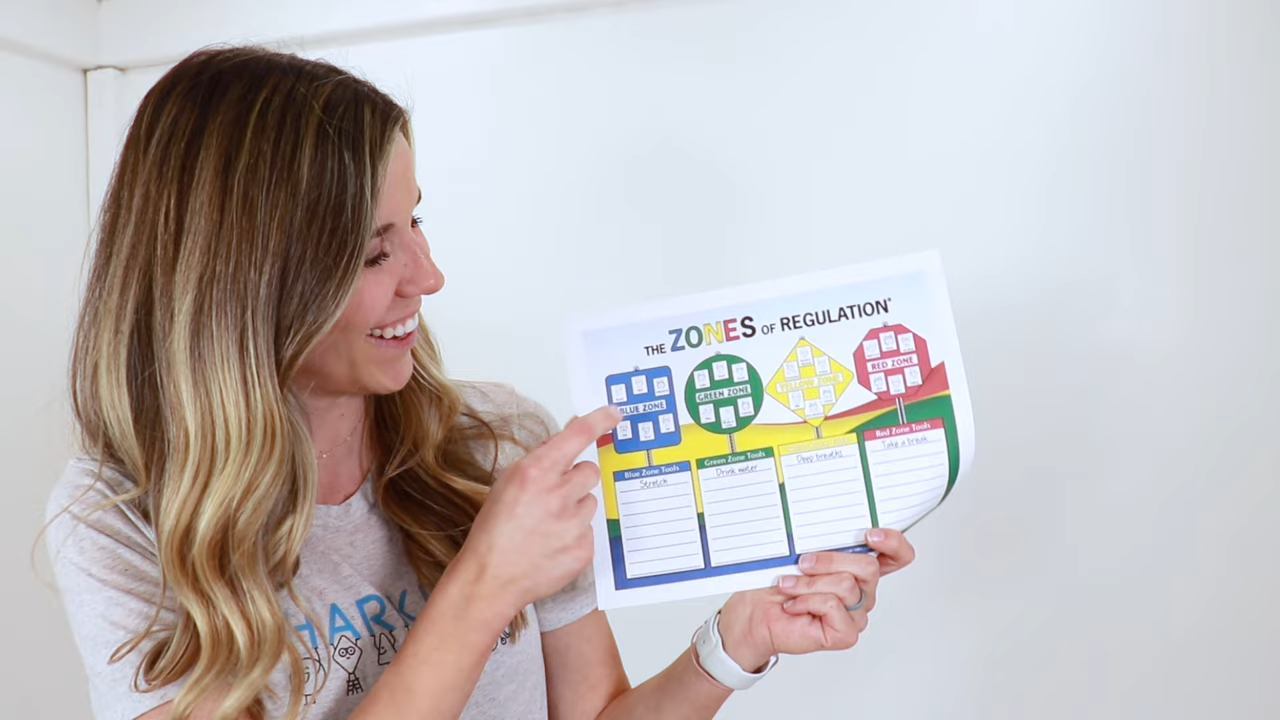 THE ZONES OF REGULATION®
BLUE ZONE
GREEN ZONE
YELLOW ZONE
RED ZONE
Blue Zone Tools
Green Zone Tools
Red Zone Tools
Stretch
Drink water
Deep breaths
Take a break
HARK